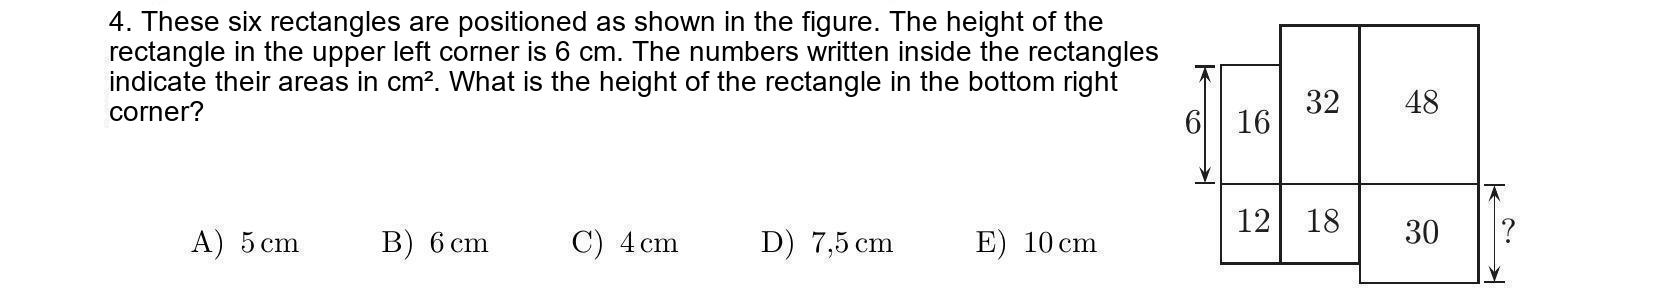 4. These six rectangles are positioned as shown in the figure. The height of the
rectangle in the upper left corner is 6 cm. The numbers written inside the rectangles
indicate their areas in cm². What is the height of the rectangle in the bottom right
corner?
6
16
32
48
12
18
30
?
A) 5 cm
B) 6 cm
C) 4 cm
D) 7,5 cm
E) 10 cm